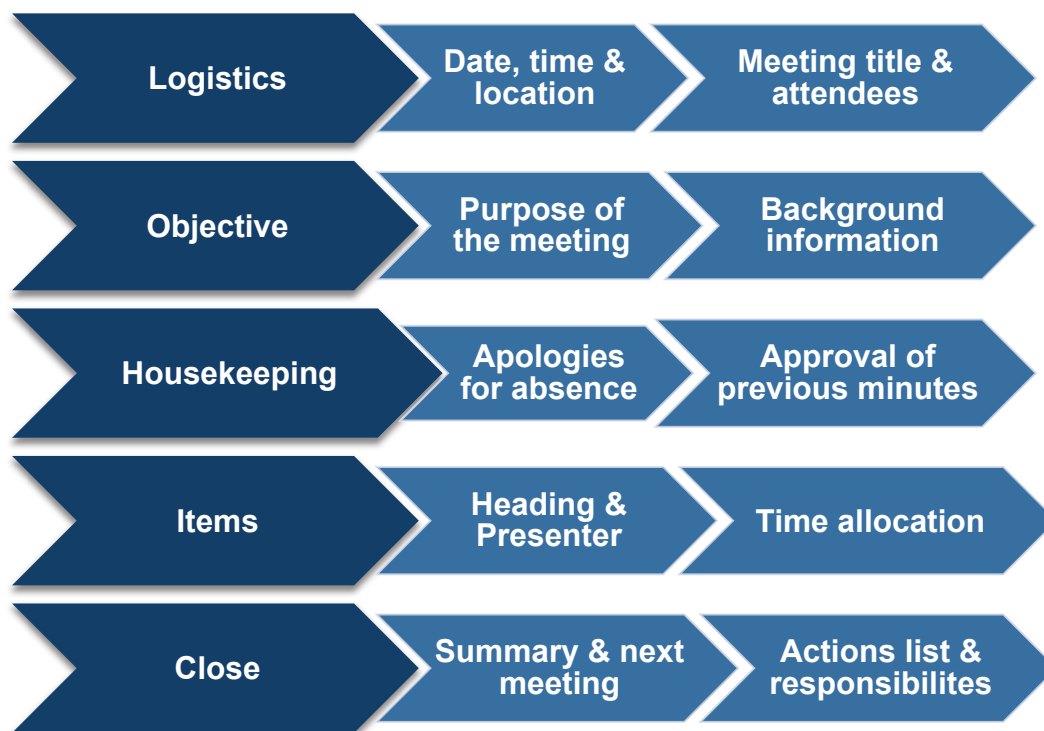 Logistics
Date, time &
location
Meeting title &
attendees
Objective
Purpose of
the meeting
Background
information
Housekeeping
Apologies
for absence
Approval of
previous minutes
Items
Heading &
Presenter
Time allocation
Close
Summary & next
meeting
Actions list &
responsibilites